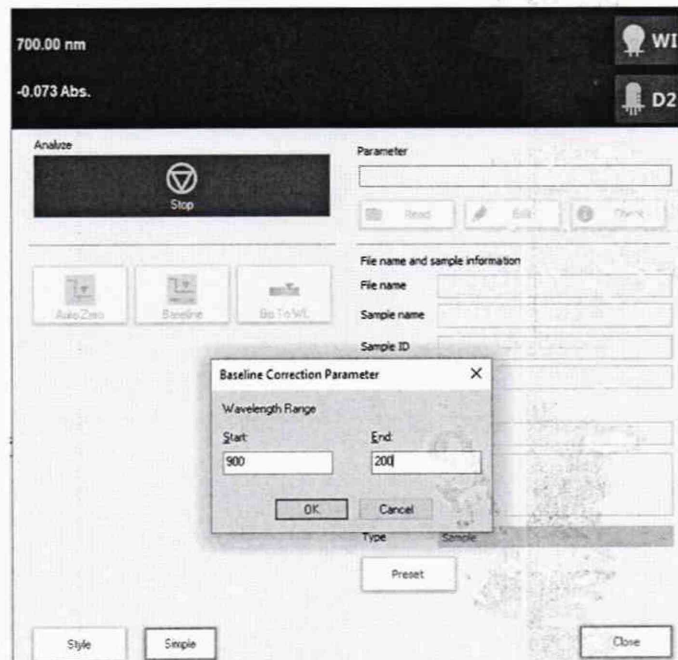 700.00 nm
WI
-0.073 Abs.
D2
Analyze
Stop
Parameter
Read
Edit
Check
Auto Zero
Baseline
Go To WL
File name and sample information
File name
Sample name
Sample ID
Baseline Correction Parameter
Wavelength Range
Start:
End:
900
200
OK
Cancel
Type
Sample
Preset
Style
Simple
Close